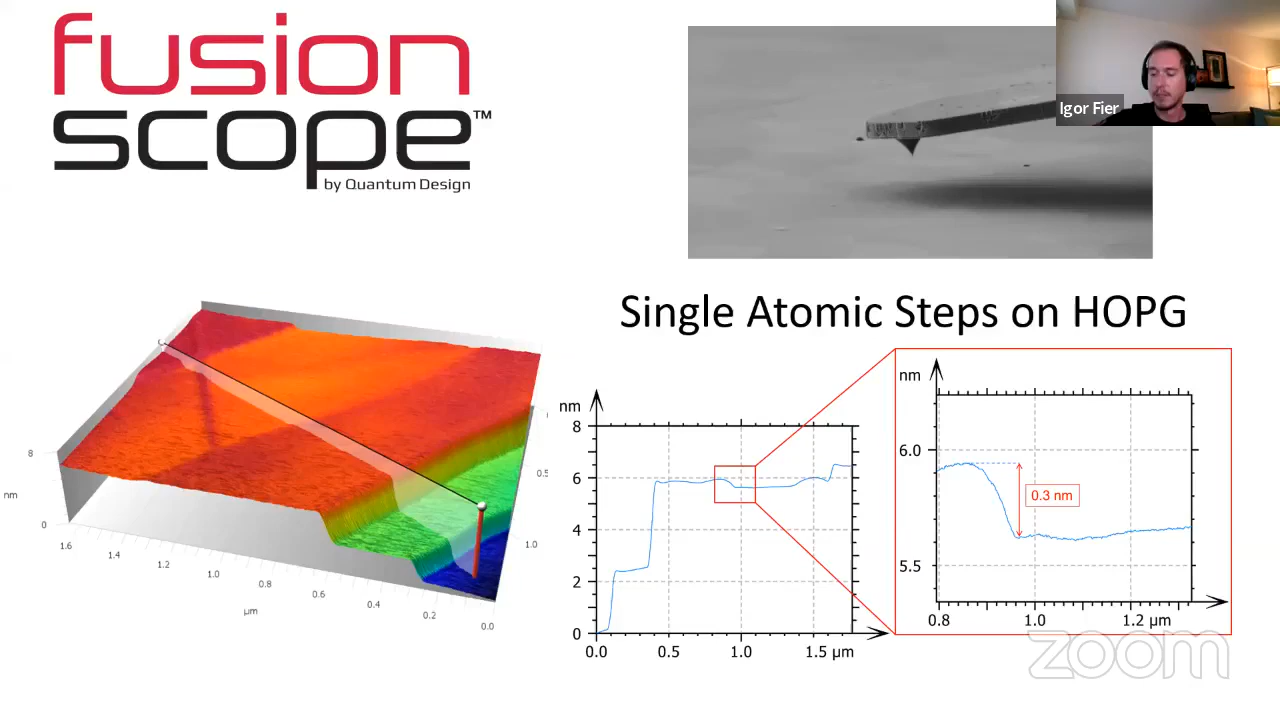 fusion
scope™
by Quantum Design
Igor Fier
Single Atomic Steps on HOPG
8
nm
0
1.6
1.4
1.2
1.0
0.8
0.6
0.4
0.2
0.0
µm
0.5
1.0
nm
8
6
4
2
0
0.0
0.5
1.0
1.5 µm
nm
6.0
5.5
0.3 nm
0.8
1.0
1.2 µm
zoom